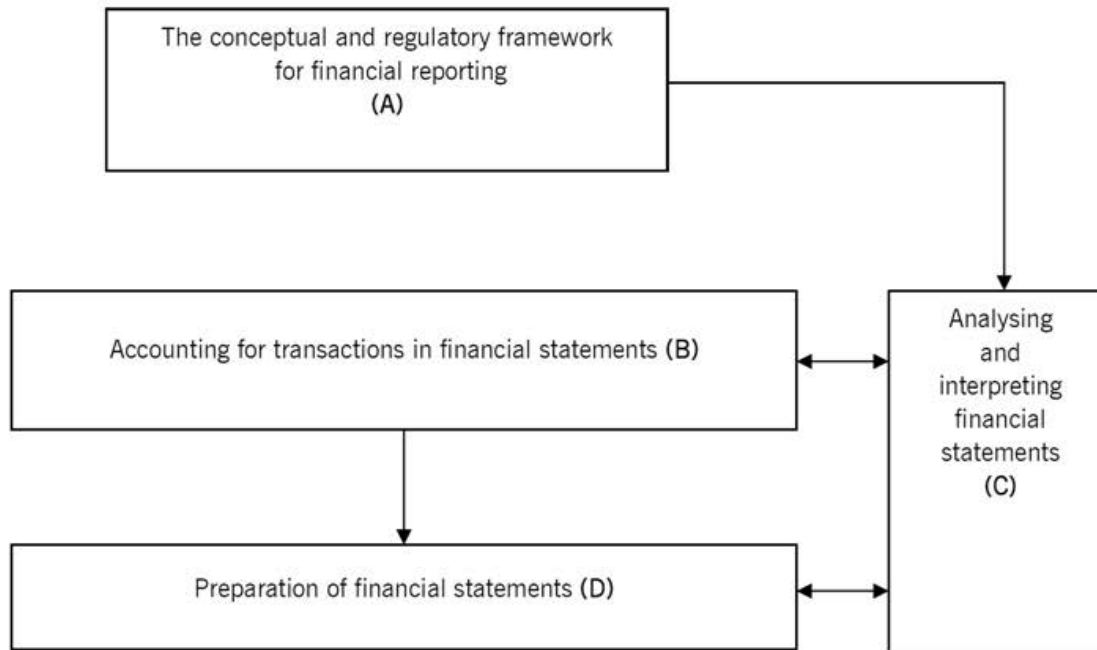 The conceptual and regulatory framework
for financial reporting
(A)
Accounting for transactions in financial statements (B)
Analysing
and
interpreting
financial
statements
(C)
Preparation of financial statements (D)